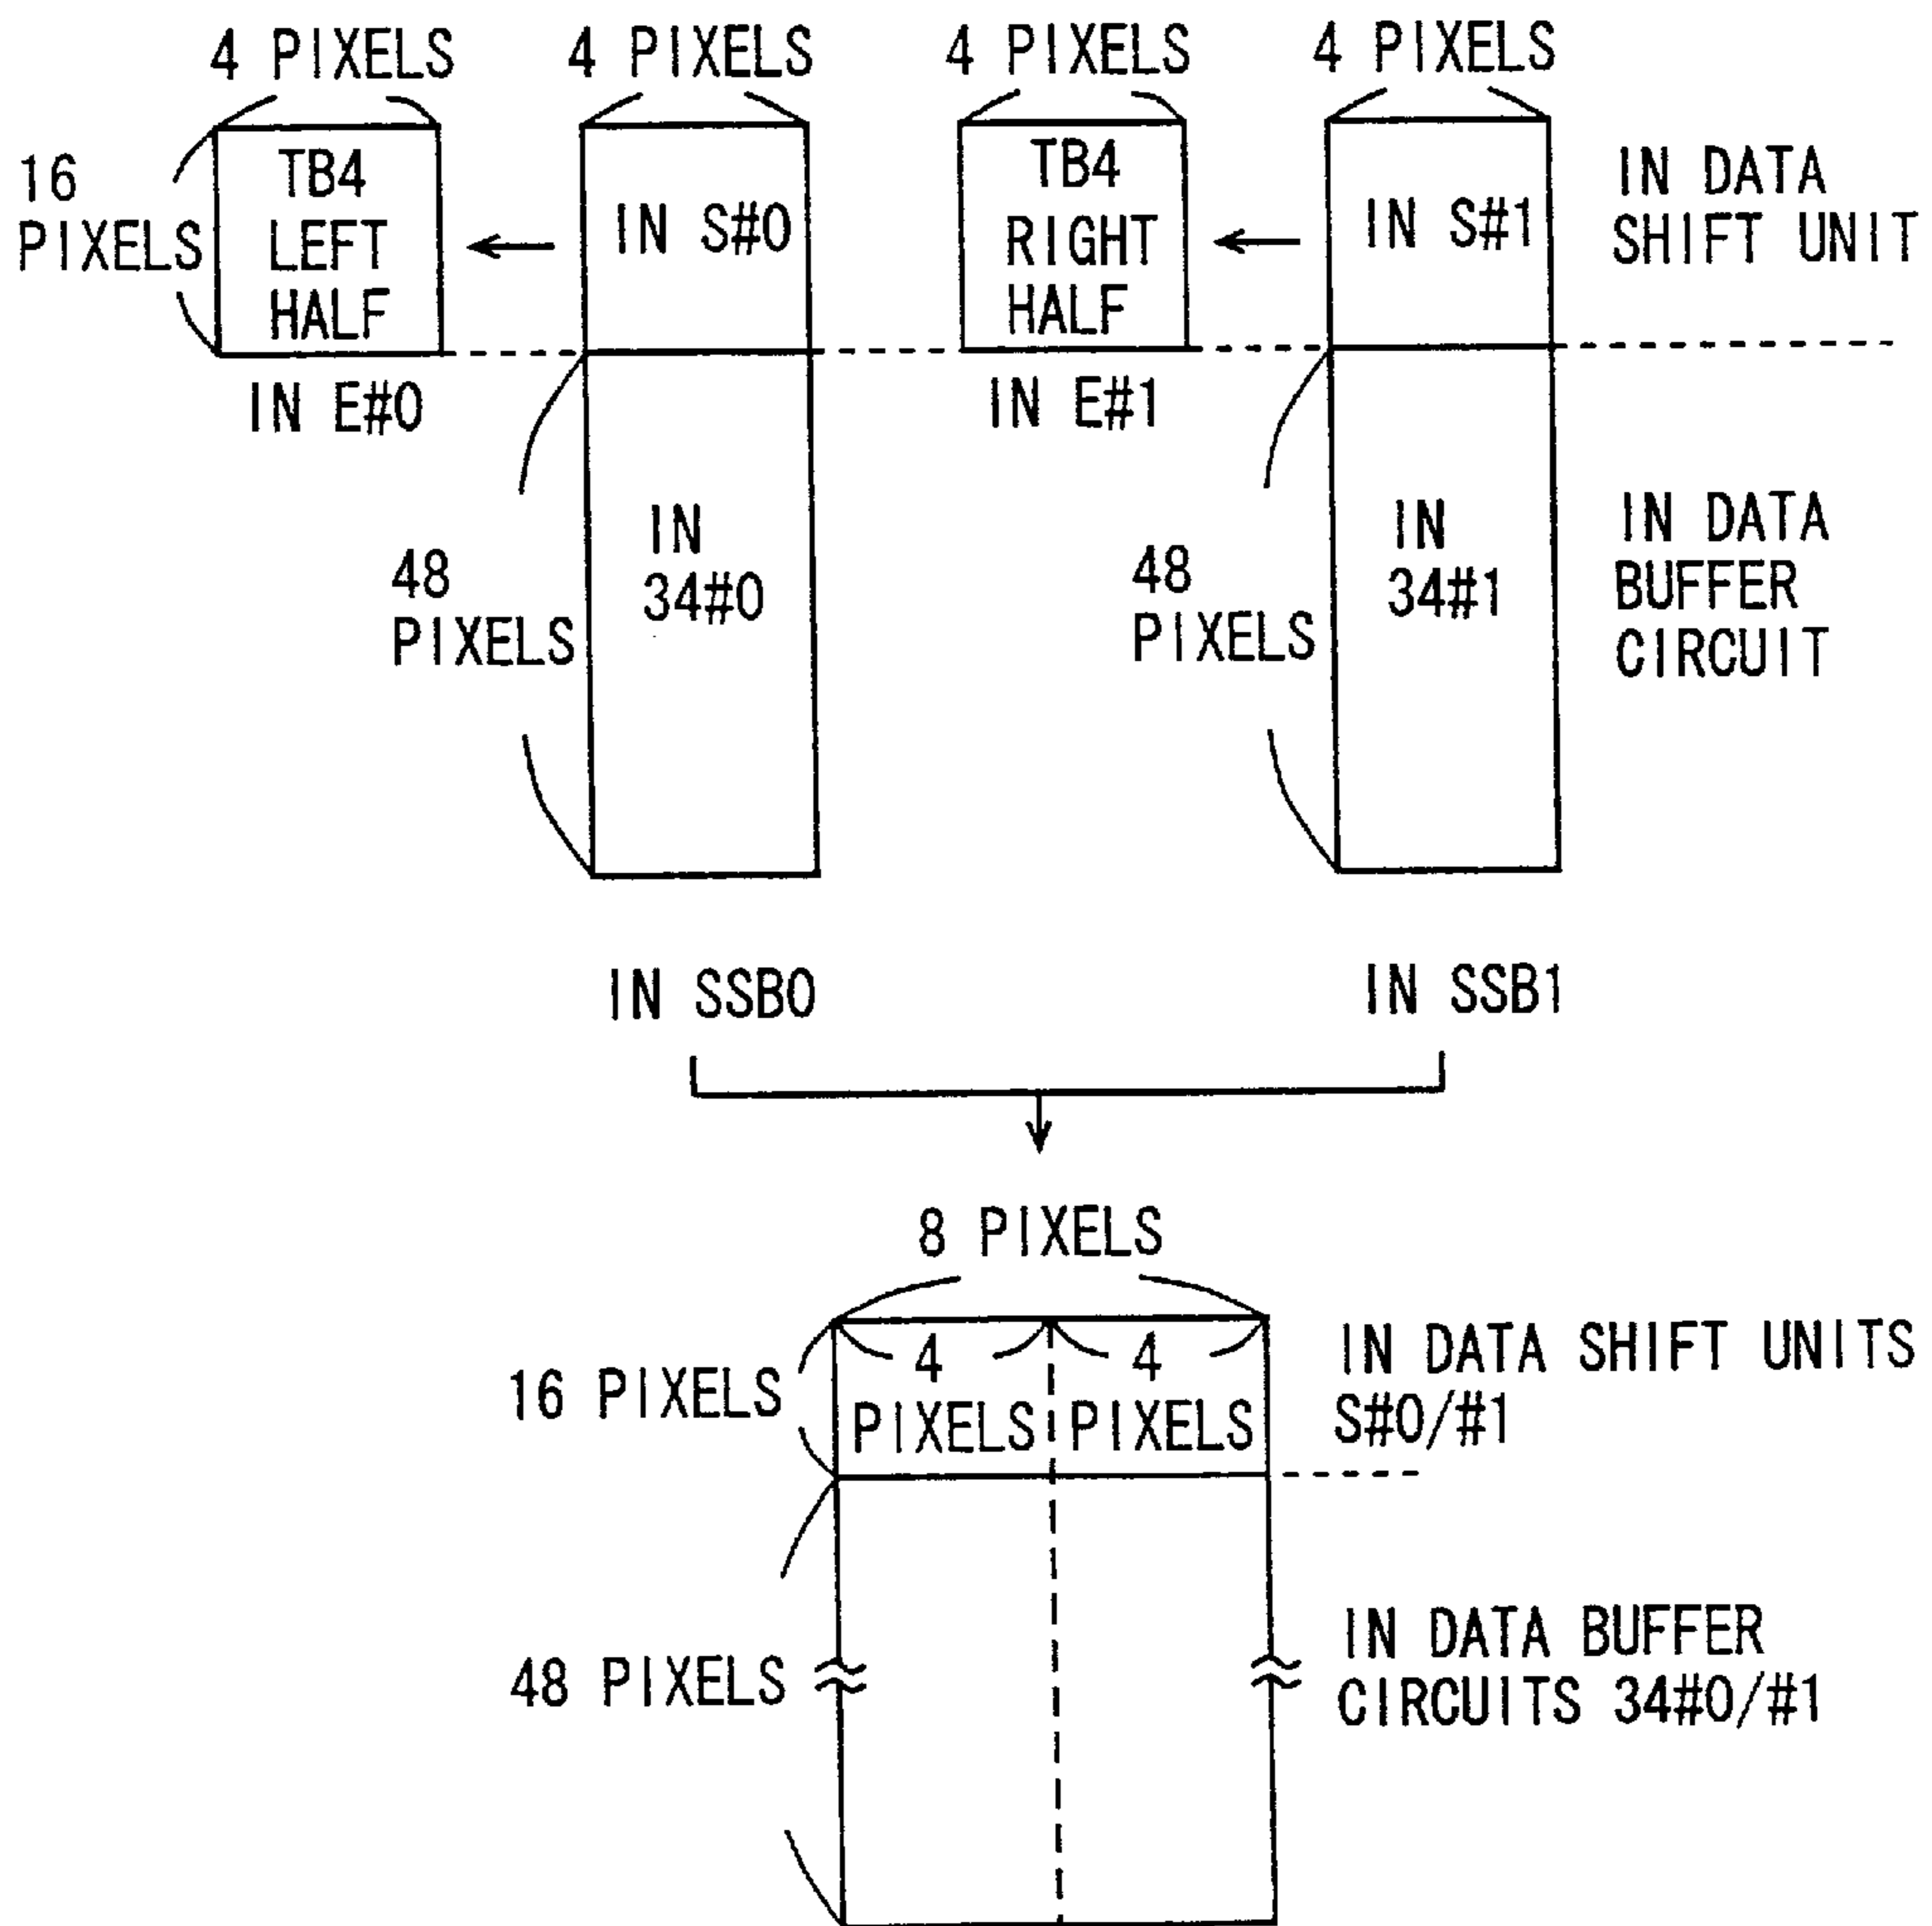 4 PIXELS 4 PIXELS 4 PIXELS 4 PIXELS
16
PIXELS
TB4
LEFT
HALF
IN S#0
TB4
RIGHT
HALF
IN S#1
IN DATA
SHIFT UNIT
IN E#0
IN E#1
48
PIXELS
IN
34#0
48
PIXELS
IN
34#1
IN DATA
BUFFER
CIRCUIT
IN SSB0
IN SSB1
8 PIXELS
16 PIXELS
4
PIXELS
4
PIXELS
IN DATA SHIFT UNITS
S#0/#1
48 PIXELS
IN DATA BUFFER
CIRCUITS 34#0/#1